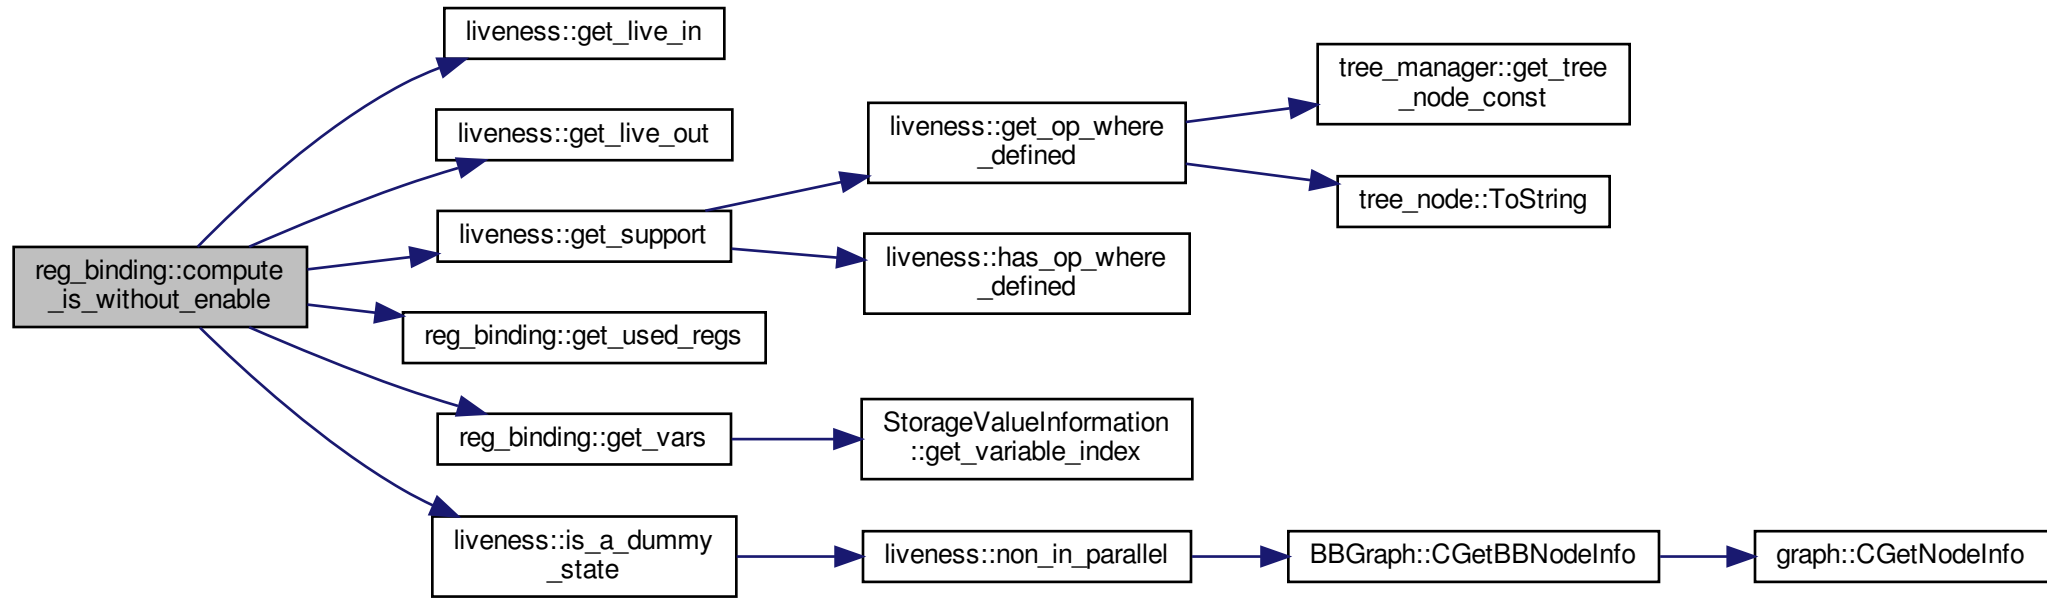 reg_binding::compute
_is_without_enable
liveness::get_live_in
liveness::get_live_out
liveness::get_support
liveness::get_op_where
_defined
tree_manager::get_tree
_node_const
tree_node::ToString
liveness::has_op_where
_defined
reg_binding::get_used_regs
reg_binding::get_vars
StorageValueInformation
::get_variable_index
liveness::is_a_dummy
_state
liveness::non_in_parallel
BBGraph::CGetBBNodeInfo
graph::CGetNodeInfo